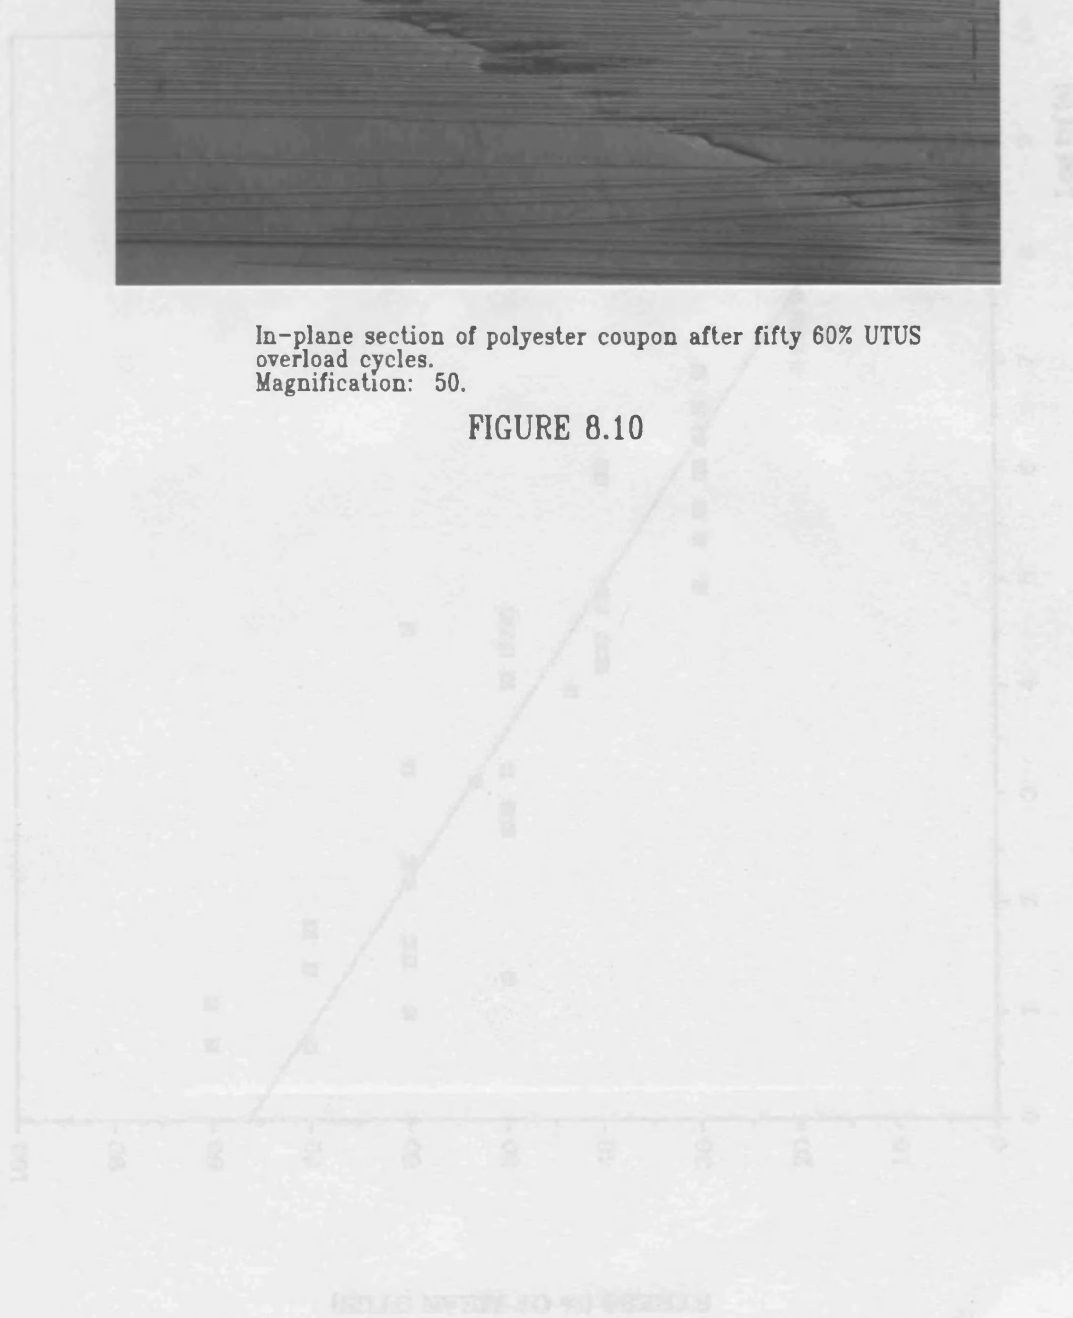 In-plane section of polyester coupon after fifty 60% UTUS
overload cycles.
Magnification: 50.
FIGURE 8.10